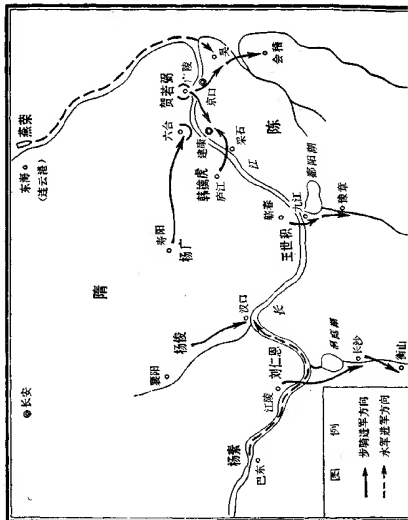 燕荣
东海
(连云港)
隋
长安
寿阳
杨广
六合
贺若弼
广陵
京口
吴
会稽
建康
韩擒虎
庐江
采石
陈
江
蕲春
九江
王世积
鄱阳湖
豫章
襄阳
杨俊
汉口
长
刘仁恩
江陵
洞庭湖
长沙
衡山
杨素
巴东
图例
步骑进军方向
水军进军方向